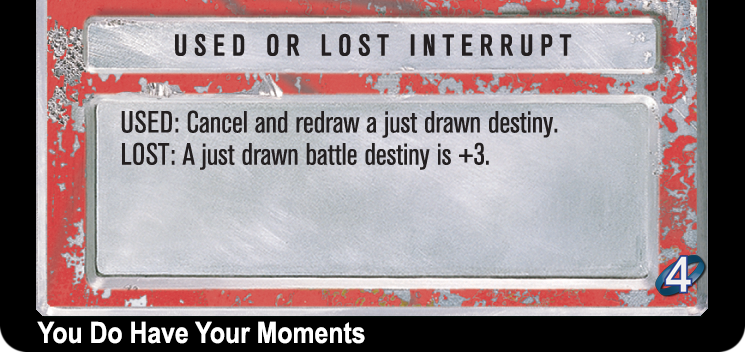 USED OR LOST INTERRUPT
USED: Cancel and redraw a just drawn destiny.
LOST: A just drawn battle destiny is +3.
4
You Do Have Your Moments